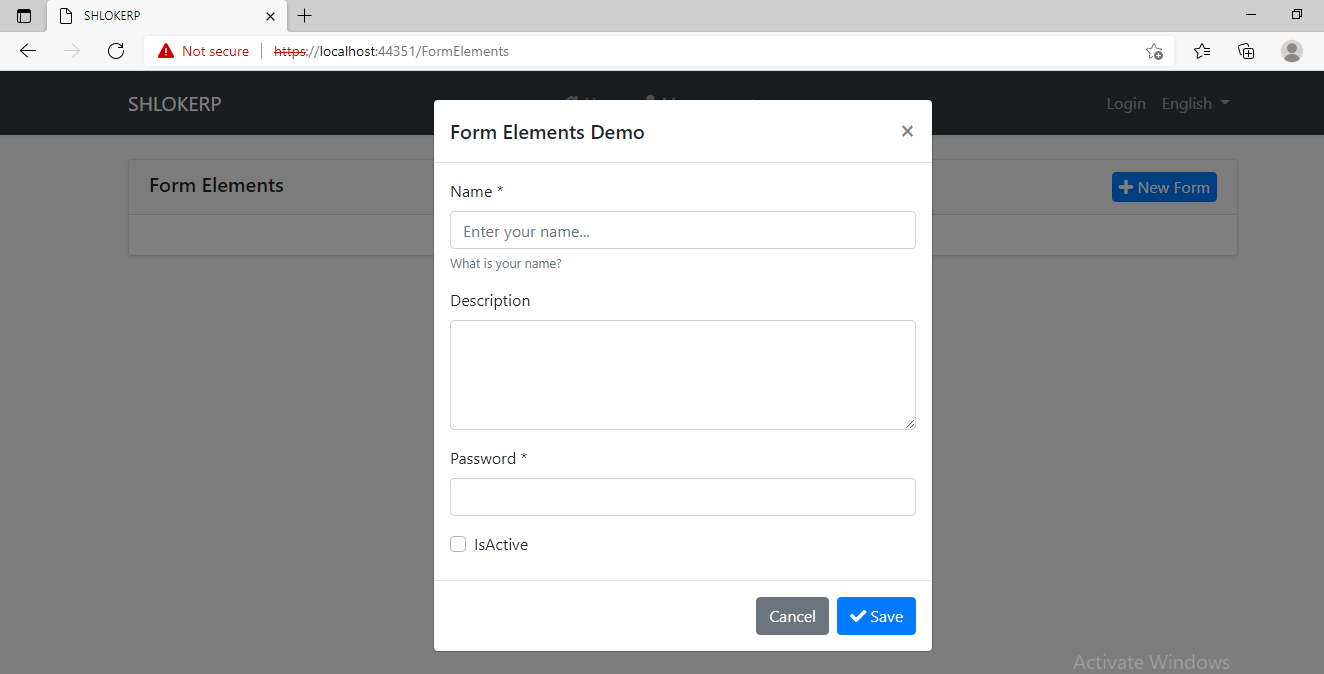 SHLOKERP
Not secure
https://localhost:44351/FormElements
SHLOKERP
Login English
Form Elements Demo
Form Elements
New Form
Name *
Enter your name...
What is your name?
Description
Password *
IsActive
Cancel
Save
Activate Windows